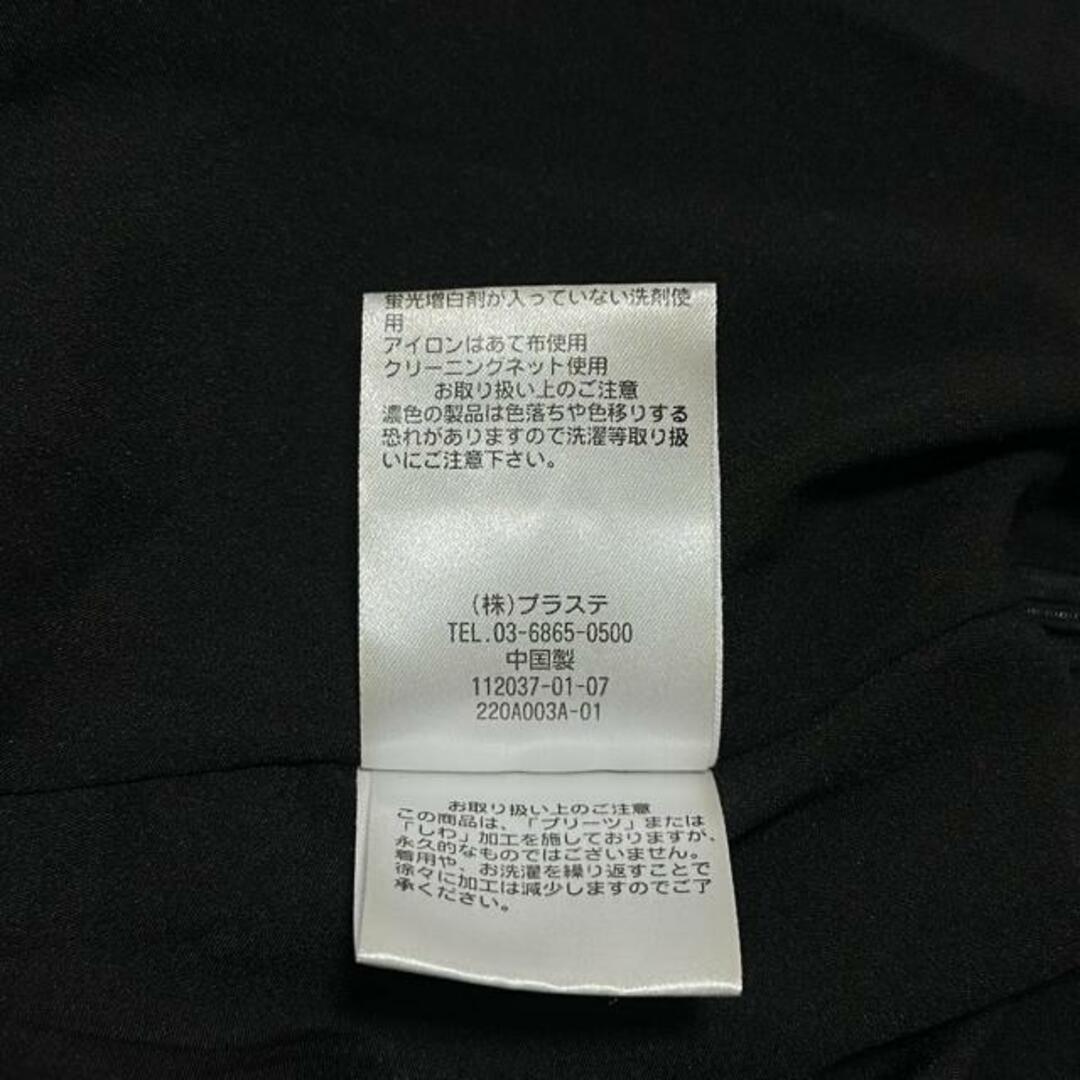 蛍光増白剤が入っていない洗剤使
用
アイロンはあて布使用
クリーニングネット使用
お取り扱い上のご注意
濃色の製品は色落ちや色移りする
恐れがありますので洗濯等取り扱
いにご注意下さい。
(株)プラステ
TEL.03-6865-0500
中国製
112037-01-07
220A003A-01
お取り扱い上のご注意
この商品は、「プリーツ」または
「しわ」加工を施しておりますが、
永久的なものではございません。
着用や、お洗濯を繰り返すことで
徐々に加工は減少しますのでご了
承ください。